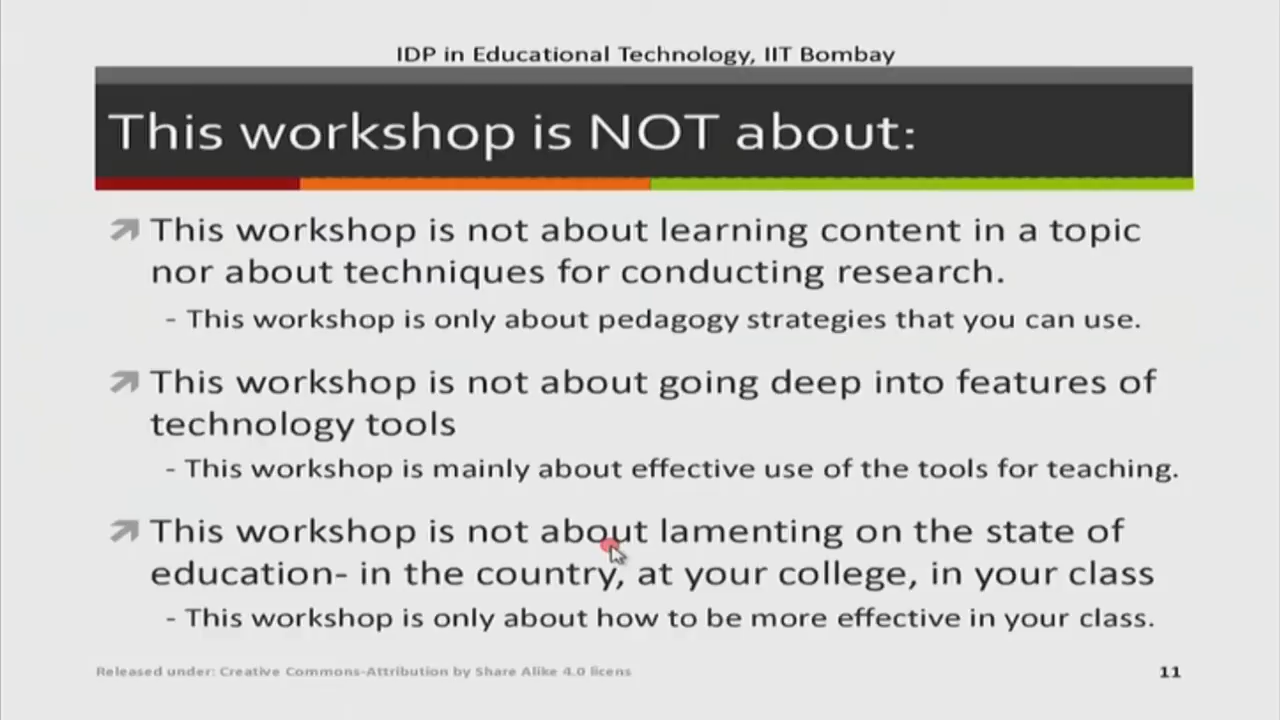 IDP in Educational Technology, IIT Bombay
This workshop is NOT about:
This workshop is not about learning content in a topic
nor about techniques for conducting research.
- This workshop is only about pedagogy strategies that you can use.
This workshop is not about going deep into features of
technology tools
- This workshop is mainly about effective use of the tools for teaching.
This workshop is not about lamenting on the state of
education- in the country, at your college, in your class
- This workshop is only about how to be more effective in your class.
Released under: Creative Commons-Attribution by Share Alike 4.0 licens
11